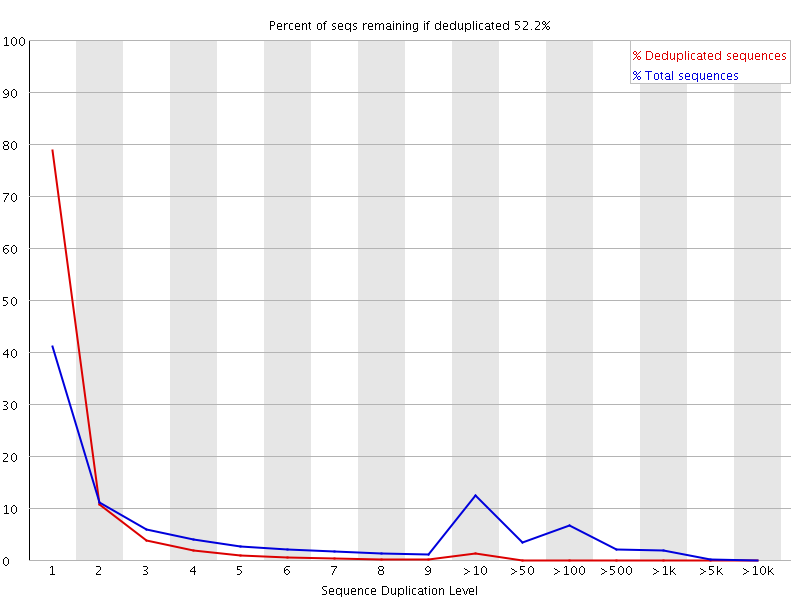 Percent of seqs remaining if deduplicated 52.2%
% Deduplicated sequences
% Total sequences
100
90
80
70
60
50
40
30
20
10
0
1 2 3 4 5 6 7 8 9 >10 >50 >100 >500 >1k >5k >10k
Sequence Duplication Level